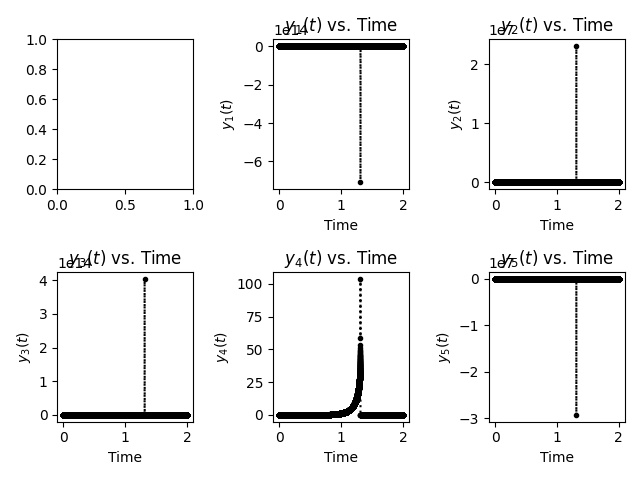 1.0
0.8
0.6
0.4
0.2
0.0
0.0 0.5 1.0
y₁(t) vs. Time
1e14
0
−2
−4
−6
y₁(t)
0 1 2
Time
y₂(t) vs. Time
1e7
2
1
0
y₂(t)
0 1 2
Time
y₃(t) vs. Time
1e14
4
3
2
1
0
y₃(t)
0 1 2
Time
y₄(t) vs. Time
100
75
50
25
0
y₄(t)
0 1 2
Time
y₅(t) vs. Time
1e7
0
−1
−2
−3
y₅(t)
0 1 2
Time